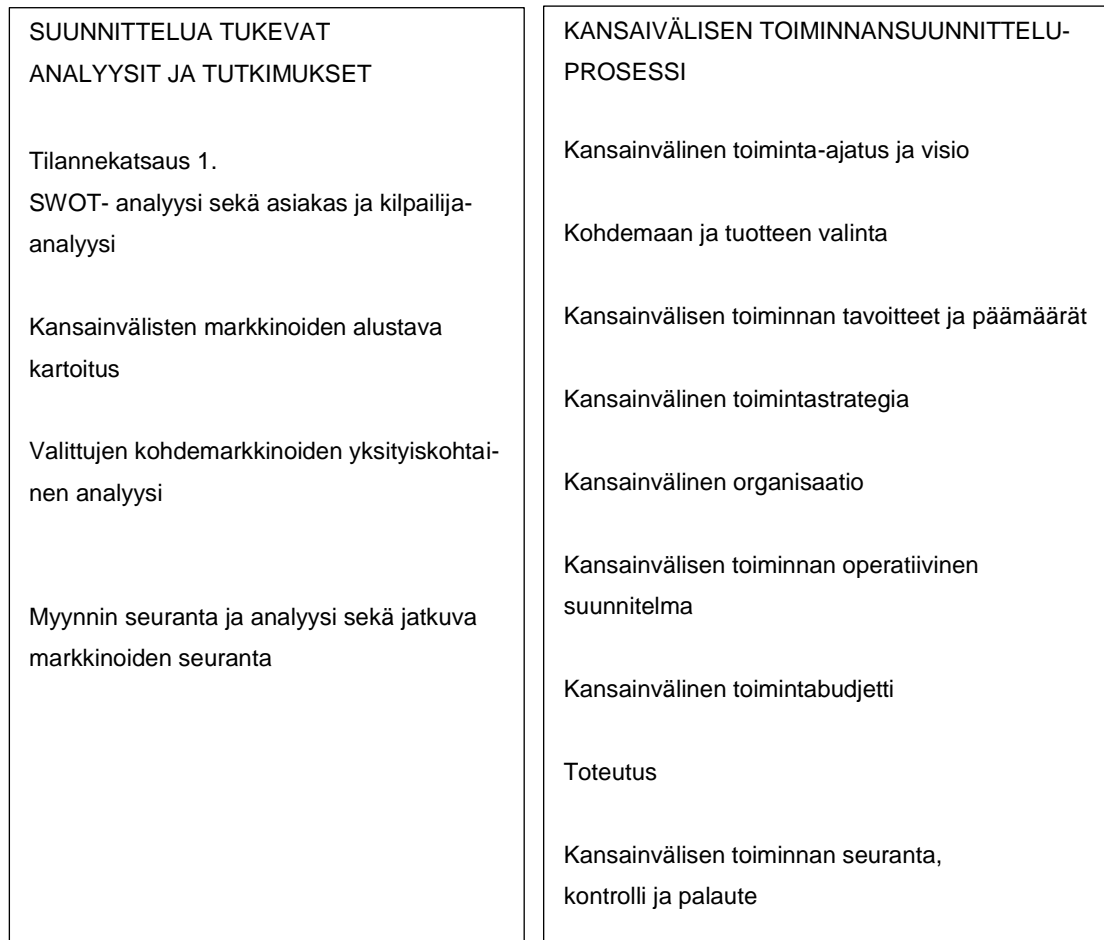 SUUNNITTELUA TUKEVAT
ANALYYSIT JA TUTKIMUKSET
Tilannekatsaus 1.
SWOT- analyysi sekä asiakas ja kilpailija-
analyysi
Kansainvälisten markkinoiden alustava
kartoitus
Valittujen kohdemarkkinoiden yksityiskohtai-
nen analyysi
Myynnin seuranta ja analyysi sekä jatkuva
markkinoiden seuranta
KANSAIVÄLISEN TOIMINNANSUUNNITTELU-
PROSESSI
Kansainvälinen toiminta-ajatus ja visio
Kohdemaan ja tuotteen valinta
Kansainvälisen toiminnan tavoitteet ja päämäärät
Kansainvälinen toimintastrategia
Kansainvälinen organisaatio
Kansainvälisen toiminnan operatiivinen
suunnitelma
Kansainvälinen toimintabudjetti
Toteutus
Kansainvälisen toiminnan seuranta,
kontrolli ja palaute